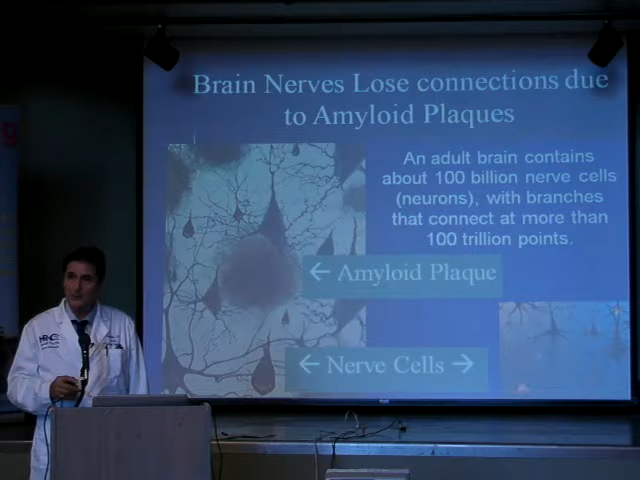 Brain Nerves Lose connections due
to Amyloid Plaques
An adult brain contains
about 100 billion nerve cells
(neurons), with branches
that connect at more than
100 trillion points.
← Amyloid Plaque
← Nerve Cells →